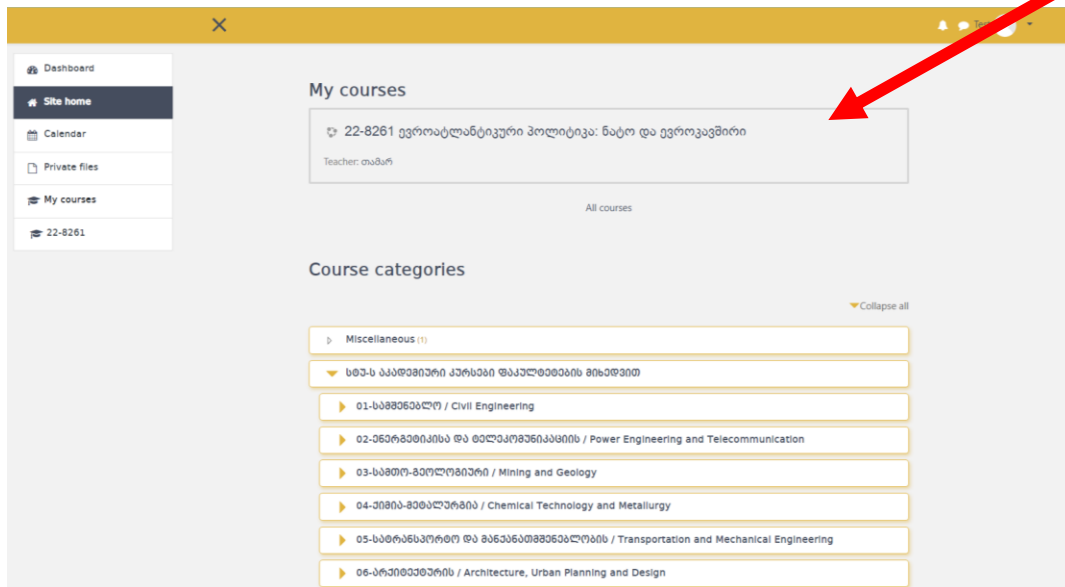 Dashboard
Site home
Calendar
Private files
My courses
22-8261
My courses
22-8261 ევროატლანტიკური პოლიტიკა: ნატო და ევროკავშირი
Teacher: თამარ
All courses
Course categories
Collapse all
Miscellaneous (1)
სტუ-ს აკადემიური კურსები ფაკულტეტების მიხედვით
01-სამშენებლო / Civil Engineering
02-ენერგეტიკისა და ტელეკომუნიკაციის / Power Engineering and Telecommunication
03-სამთო-გეოლოგიური / Mining and Geology
04-ქიმია-მეტალურგია / Chemical Technology and Metallurgy
05-სატრანსპორტო და მანქანათმშენებლობის / Transportation and Mechanical Engineering
06-არქიტექტურის / Architecture, Urban Planning and Design